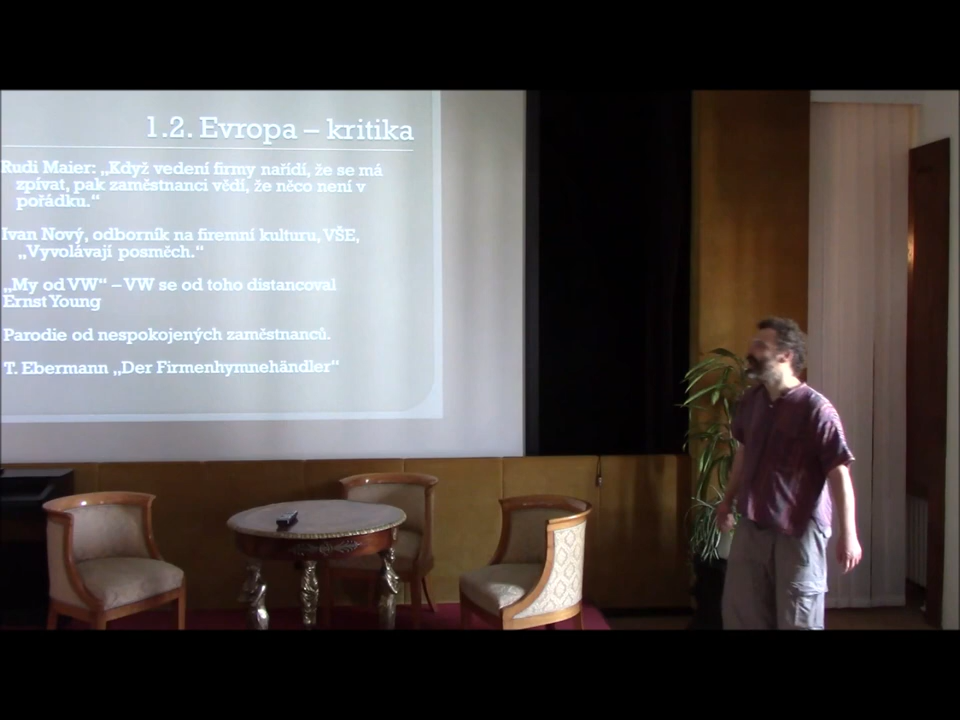 1.2. Evropa – kritika
Rudi Maier: „Když vedení firmy nařídí, že se má
zpívat, pak zaměstnanci vědí, že něco není v
pořádku.“
Ivan Nový, odborník na firemní kulturu, VŠE,
„Vyvolávají posměch.“
„My od VW“ – VW se od toho distancoval
Ernst Young
Parodie od nespokojených zaměstnanců.
T. Ebermann „Der Firmenhymnehändler“